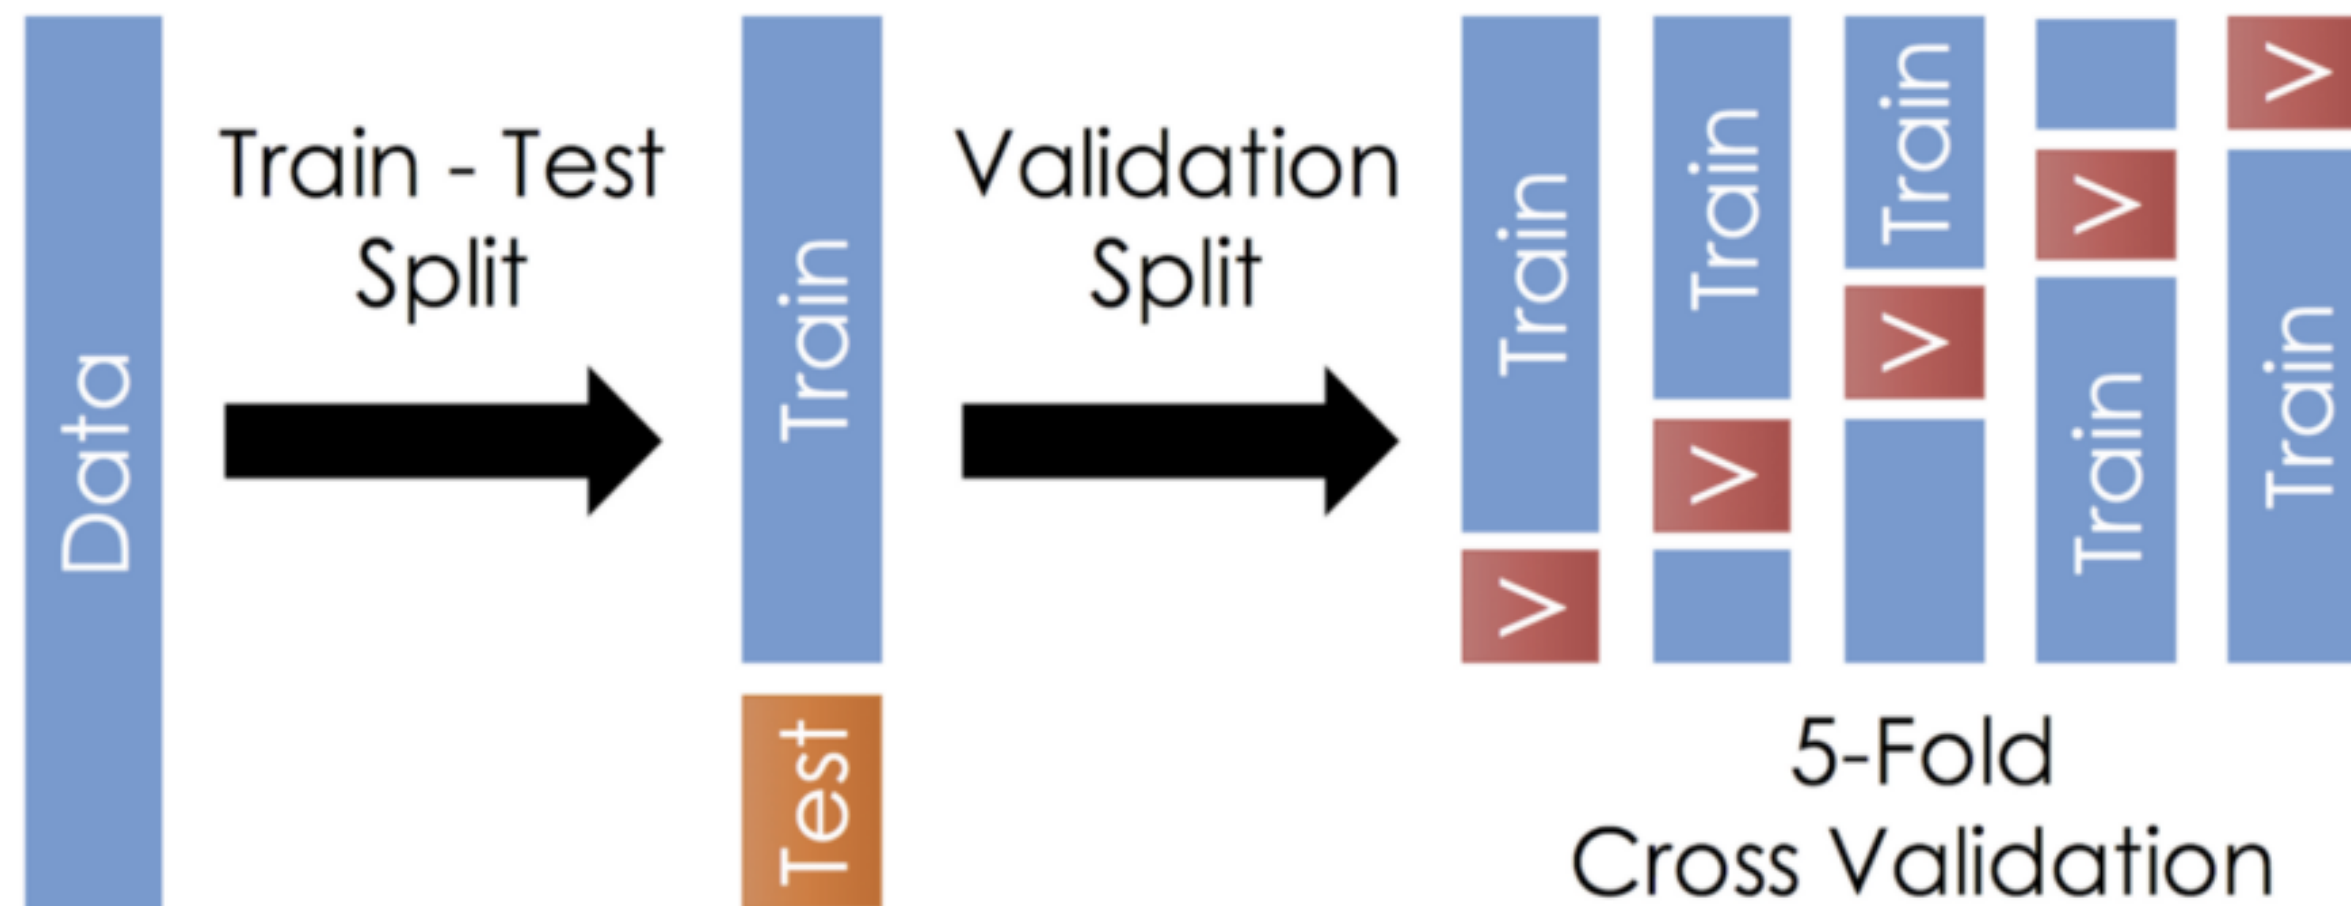 Data
Train - Test
Split
Train
Test
Validation
Split
Train
V
Train
V
Train
V
V
Train
V
Train
5-Fold
Cross Validation